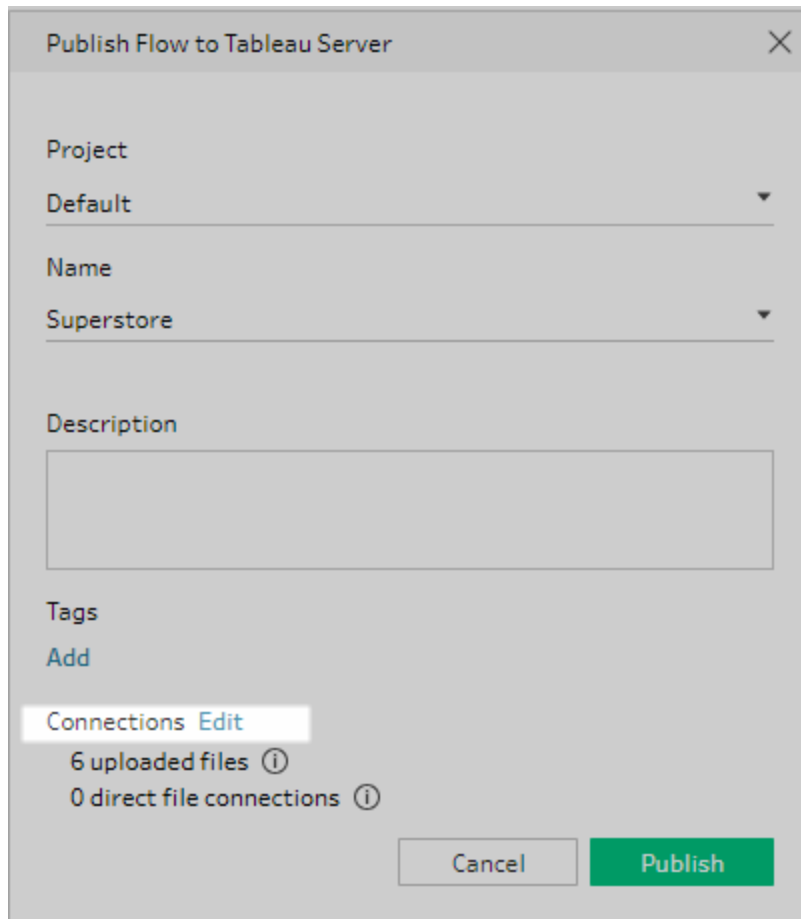 Publish Flow to Tableau Server
Project
Default
Name
Superstore
Description
Tags
Add
Connections Edit
6 uploaded files
0 direct file connections
Cancel Publish